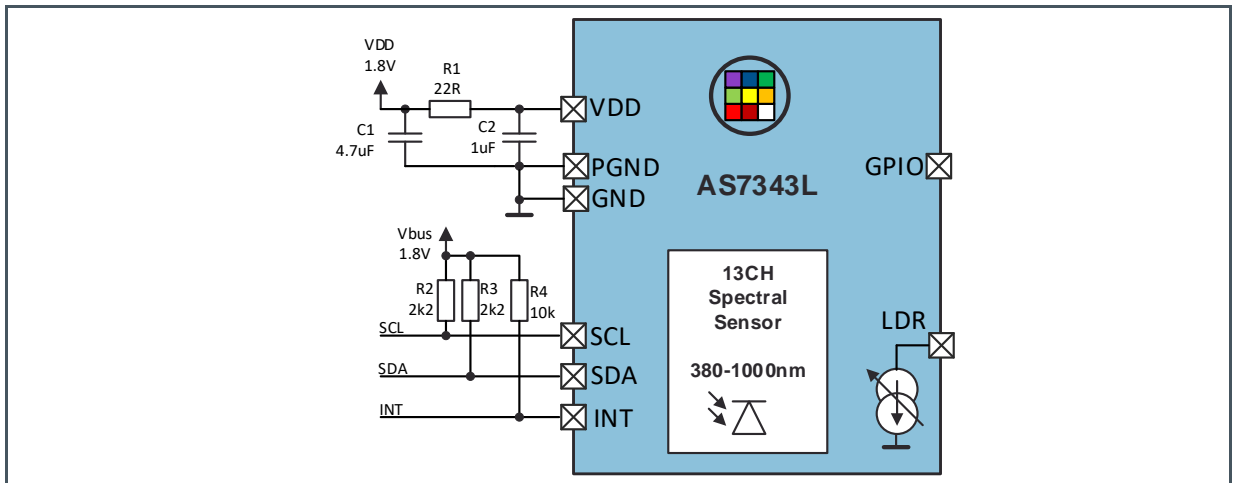 VDD
1.8V
R1
22R
C1
4.7uF
C2
1uF
VDD
PGND
GND
AS7343L
GPIO
Vbus
1.8V
R2
2k2
R3
2k2
R4
10k
SCL
SDA
INT
SCL
SDA
INT
13CH
Spectral
Sensor
380-1000nm
LDR